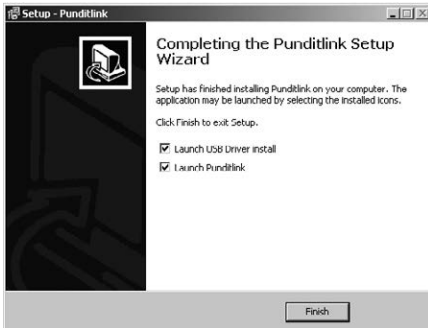 Setup - Punditlink
Completing the Punditlink Setup
Wizard
Setup has finished installing Punditlink on your computer. The
application may be launched by selecting the installed icons.
Click Finish to exit Setup.
Launch USB Driver install
Launch Punditlink
Finish